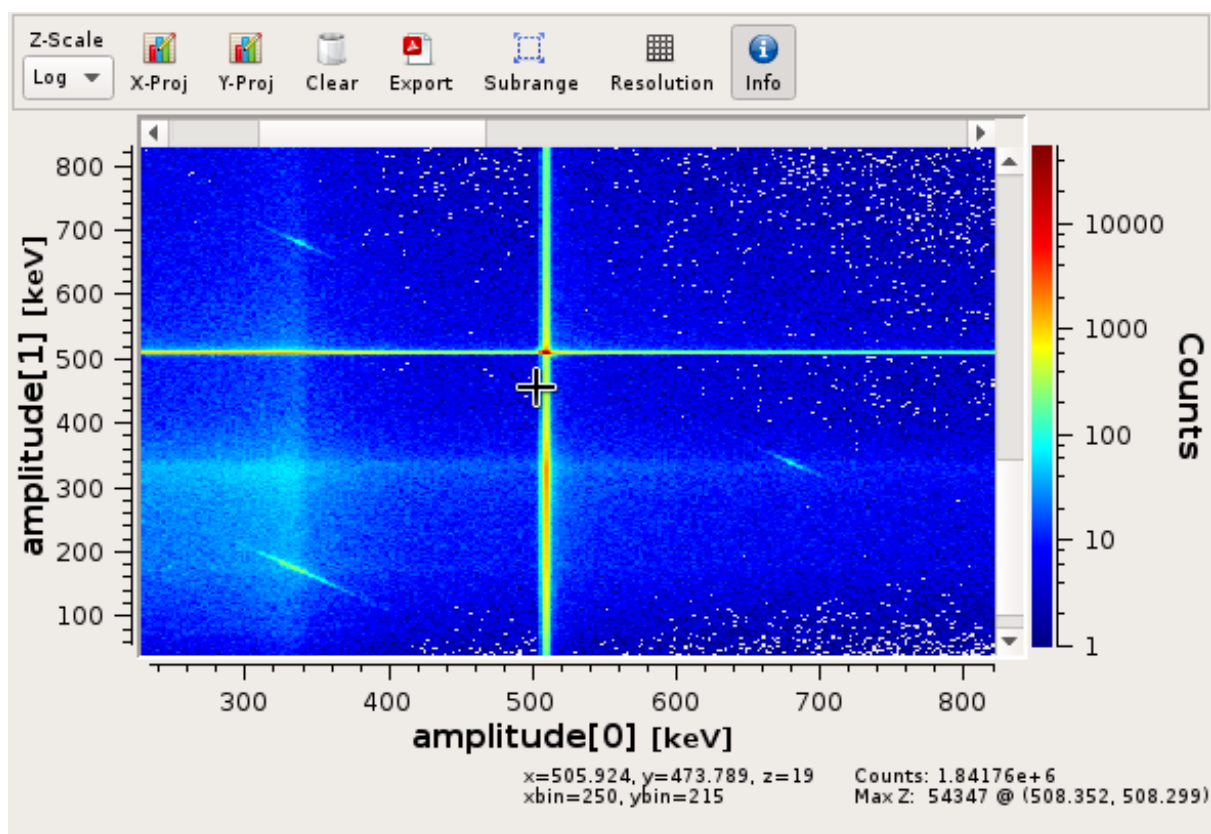 Z-Scale
Log
X-Proj
Y-Proj
Clear
Export
Subrange
Resolution
Info
amplitude[1] [keV]
800
700
600
500
400
300
200
100
300
400
500
600
700
800
amplitude[0] [keV]
10000
1000
100
10
1
Counts
x=505.924, y=473.789, z=19
xbin=250, ybin=215
Counts: 1.84176e+6
Max Z: 54347 @ (508.352, 508.299)